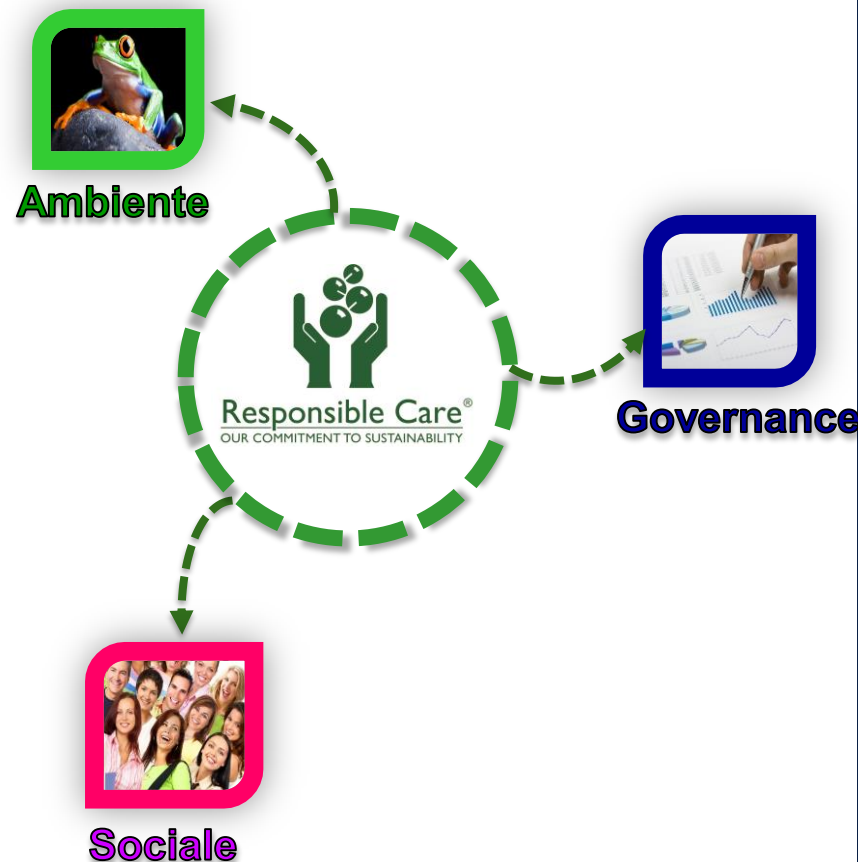 Ambiente
Responsible Care®
OUR COMMITMENT TO SUSTAINABILITY
Governance
Sociale